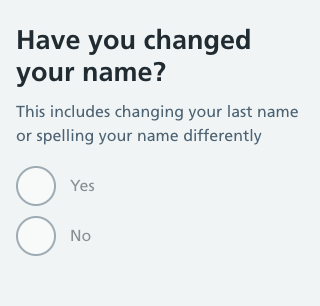 Have you changed
your name?
This includes changing your last name
or spelling your name differently
Yes
No